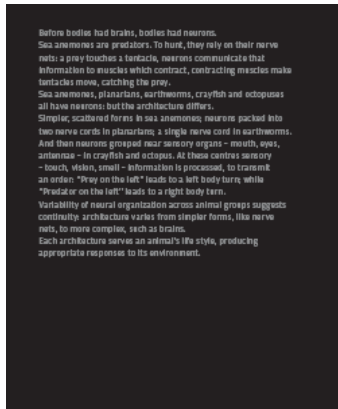 Before bodies had brains, bodies had neurons.
Sea anemones are predators. To hunt, they rely on their nerve
nets: a prey touches a tentacle, neurons communicate that
information to muscles which contract, contracting muscles make
tentacles move, catching the prey.
Sea anemones, planarians, earthworms, crayfish and octopuses
all have neurons: but the architecture differs.
Simpler, scattered forms in sea anemones; neurons packed into
two nerve cords in planarians; a single nerve cord in earthworms.
And then neurons grouped near sensory organs – mouth, eyes,
antennae – in crayfish and octopus. At these centres sensory
– touch, vision, smell – information is processed, to transmit
an order: "Prey on the left" leads to a left body turn; while
"Predator on the left" leads to a right body turn.
Variability of neural organization across animal groups suggests
continuity: architecture varies from simpler forms, like nerve
nets, to more complex, such as brains.
Each architecture serves an animal's life style, producing
appropriate responses to its environment.